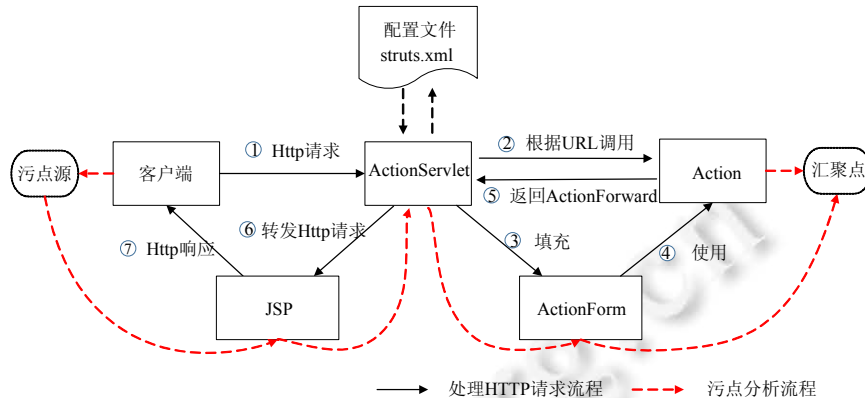 配置文件
struts.xml
① Http请求
② 根据URL调用
污点源
客户端
ActionServlet
Action
汇聚点
⑤ 返回ActionForward
⑥ 转发Http请求
⑦ Http响应
③ 填充
④ 使用
JSP
ActionForm
处理HTTP请求流程
污点分析流程